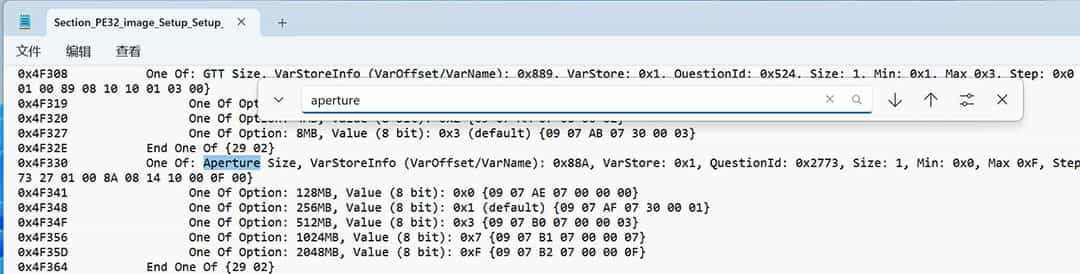 Section_PE32_image_Setup_Setup_
文件 编辑 查看
0x4F308 One Of: GTT Size, VarStoreInfo (VarOffset/VarName): 0x889, VarStore: 0x1, QuestionId: 0x524, Size: 1, Min: 0x1, Max 0x3, Step: 0x0
01 00 89 08 10 10 01 03 00}
aperture
0x4F319 One Of Opt
0x4F320 One Of Opt
0x4F327 One Of Option: 8MB, Value (8 bit): 0x3 (default) {09 07 AB 07 30 00 03}
0x4F32E End One Of {29 02}
0x4F330 One Of: Aperture Size, VarStoreInfo (VarOffset/VarName): 0x88A, VarStore: 0x1, QuestionId: 0x2773, Size: 1, Min: 0x0, Max 0xF, Step
73 27 01 00 8A 08 14 10 00 0F 00}
0x4F341 One Of Option: 128MB, Value (8 bit): 0x0 {09 07 AE 07 00 00 00}
0x4F348 One Of Option: 256MB, Value (8 bit): 0x1 (default) {09 07 AF 07 30 00 01}
0x4F34F One Of Option: 512MB, Value (8 bit): 0x3 {09 07 B0 07 00 00 03}
0x4F356 One Of Option: 1024MB, Value (8 bit): 0x7 {09 07 B1 07 00 00 07}
0x4F35D One Of Option: 2048MB, Value (8 bit): 0xF {09 07 B2 07 00 00 0F}
0x4F364 End One Of {29 02}